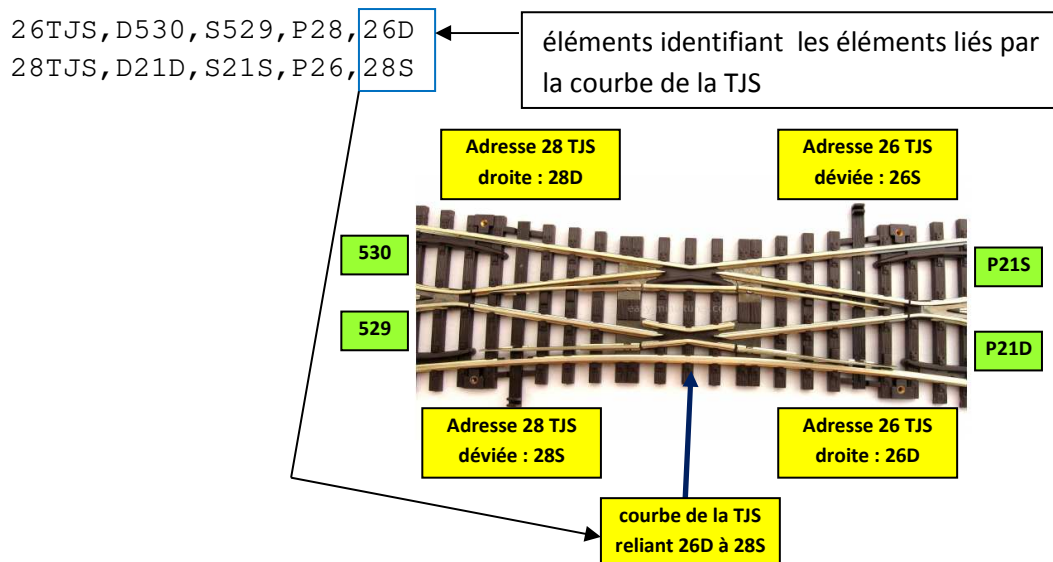 26TJS,D530,S529,P28,26D
28TJS,D21D,S21S,P26,28S
éléments identifiant les éléments liés par
la courbe de la TJS
Adresse 28 TJS
droite : 28D
Adresse 26 TJS
déviée : 26S
530
P21S
529
P21D
Adresse 28 TJS
déviée : 28S
Adresse 26 TJS
droite : 26D
courbe de la TJS
reliant 26D à 28S